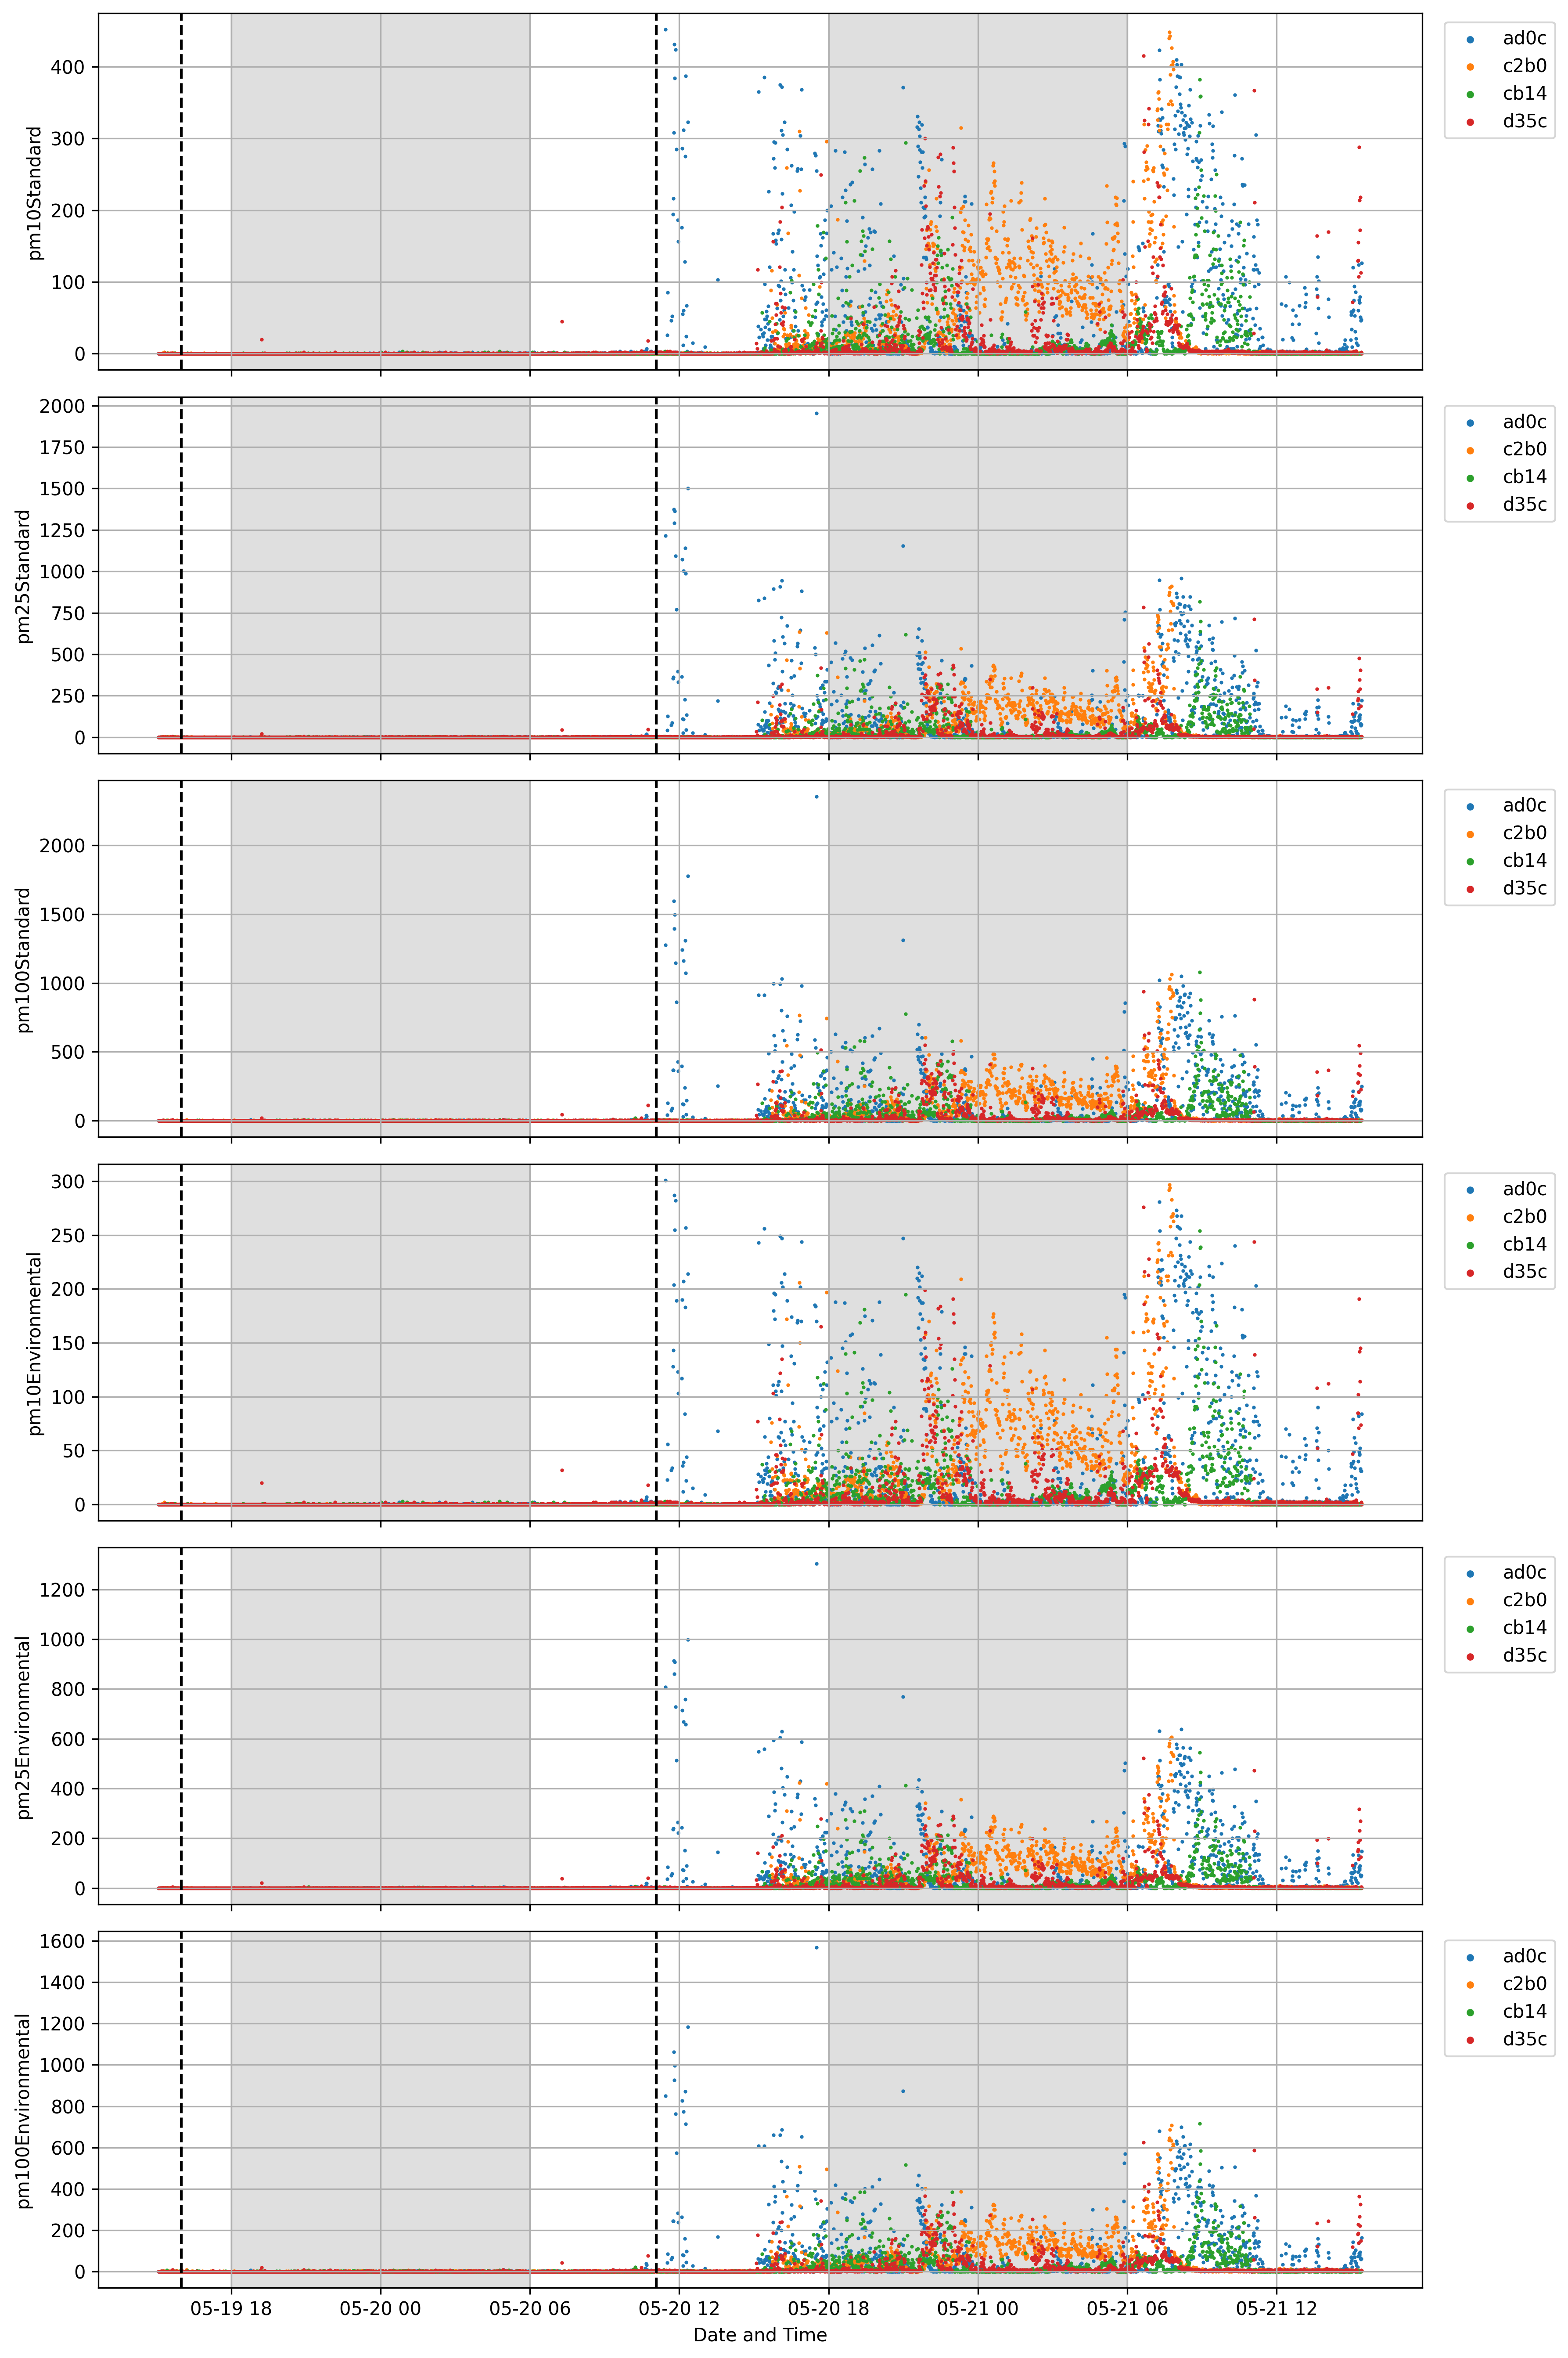 pm10Standard
400
300
200
100
0
ad0c
c2b0
cb14
d35c
pm25Standard
2000
1750
1500
1250
1000
750
500
250
0
ad0c
c2b0
cb14
d35c
pm100Standard
2000
1500
1000
500
0
ad0c
c2b0
cb14
d35c
pm10Environmental
300
250
200
150
100
50
0
ad0c
c2b0
cb14
d35c
pm25Environmental
1200
1000
800
600
400
200
0
ad0c
c2b0
cb14
d35c
pm100Environmental
1600
1400
1200
1000
800
600
400
200
0
ad0c
c2b0
cb14
d35c
05-19 18 05-20 00 05-20 06 05-20 12 05-20 18 05-21 00 05-21 06 05-21 12
Date and Time